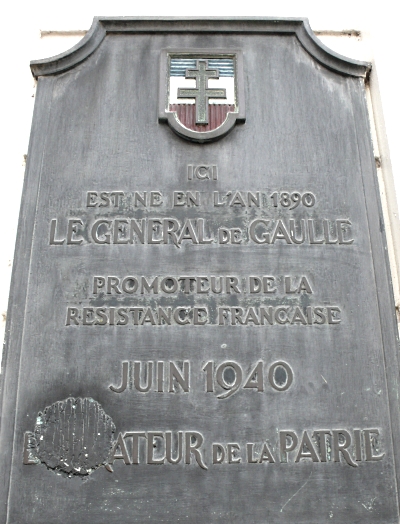 ICI
EST NE EN L'AN 1890
LE GENERAL DE GAULLE
PROMOTEUR DE LA
RESISTANCE FRANCAISE
JUIN 1940
DE LA PATRIE